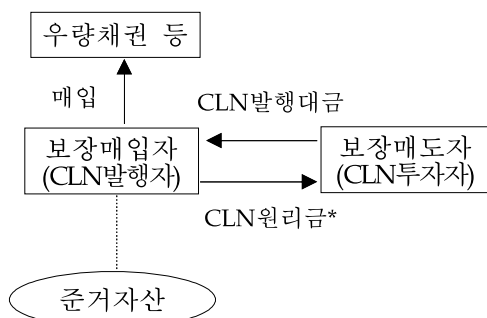 우량채권 등
매입
CLN발행대금
보장매입자
(CLN발행자)
보장매도자
(CLN투자자)
CLN원리금*
준거자산